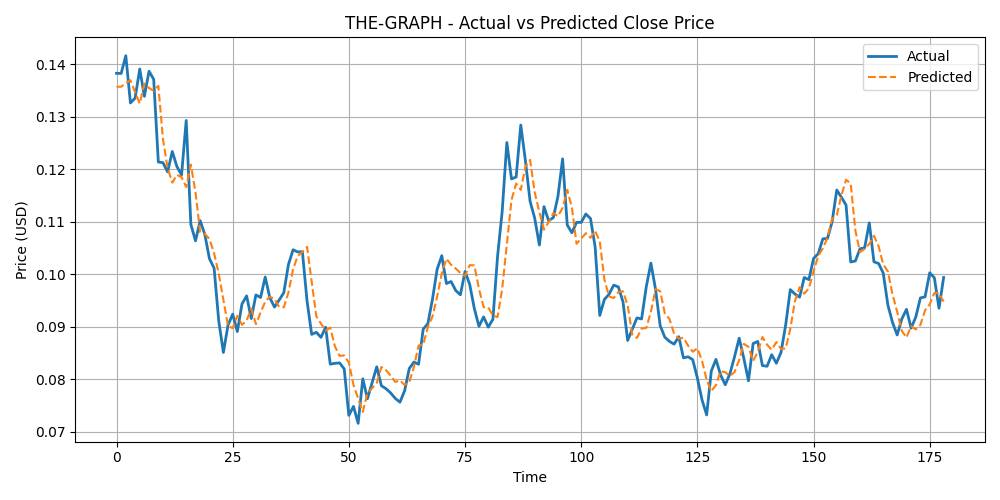 THE-GRAPH - Actual vs Predicted Close Price
Actual
Predicted
Price (USD)
0.14
0.13
0.12
0.11
0.10
0.09
0.08
0.07
0 25 50 75 100 125 150 175
Time